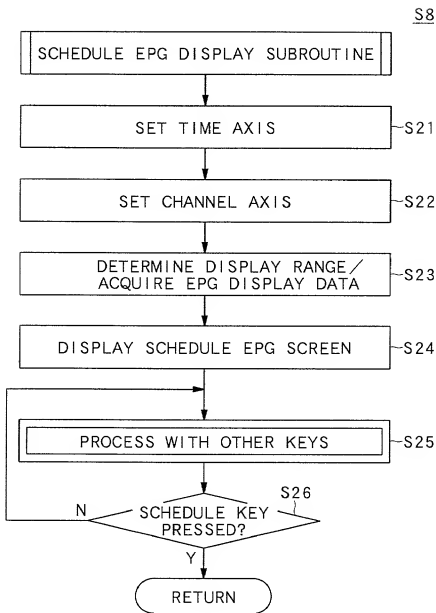 S8
SCHEDULE EPG DISPLAY SUBROUTINE
SET TIME AXIS
S21
SET CHANNEL AXIS
S22
DETERMINE DISPLAY RANGE/
ACQUIRE EPG DISPLAY DATA
S23
DISPLAY SCHEDULE EPG SCREEN
S24
PROCESS WITH OTHER KEYS
S25
S26
N
SCHEDULE KEY
PRESSED?
Y
RETURN